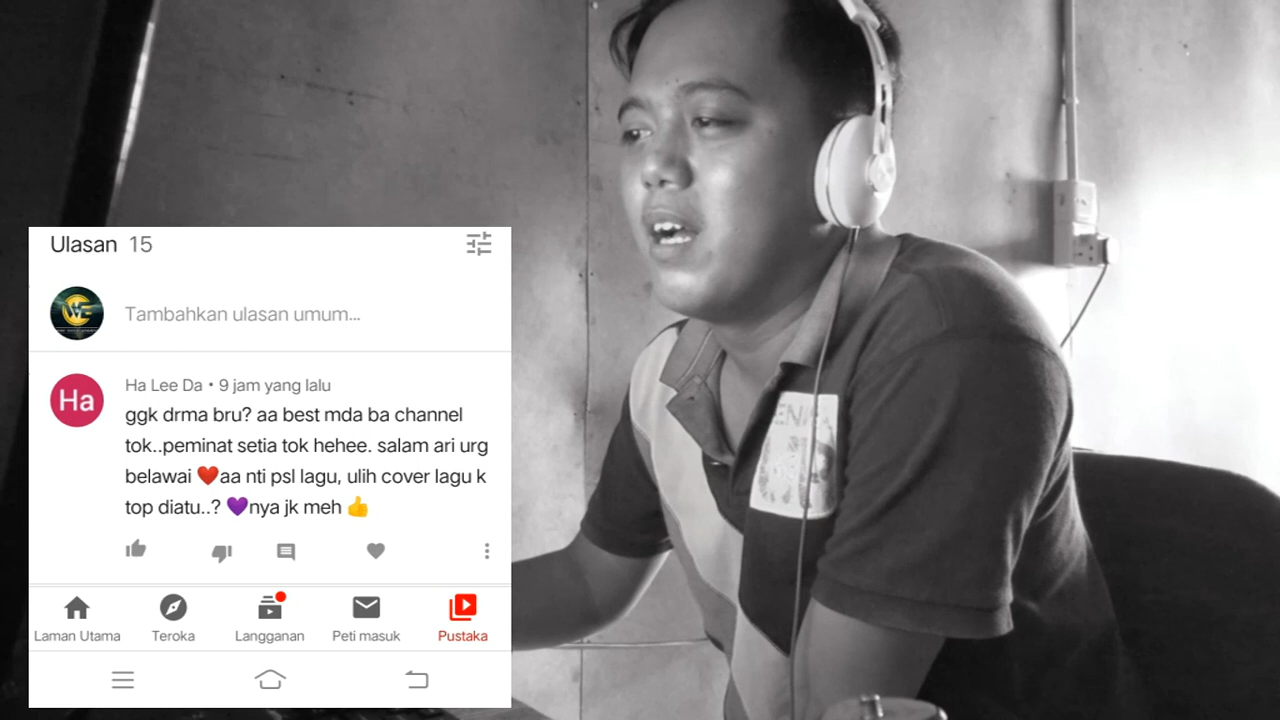 Ulasan 15
Tambahkan ulasan umum...
Ha
Ha Lee Da • 9 jam yang lalu
ggk drma bru? aa best mda ba channel
tok..peminat setia tok hehee. salam ari urg
belawai ❤️aa nti psl lagu, ulih cover lagu k
top diatu..? 💜nya jk meh 👍
Laman Utama Teroka Langganan Peti masuk Pustaka